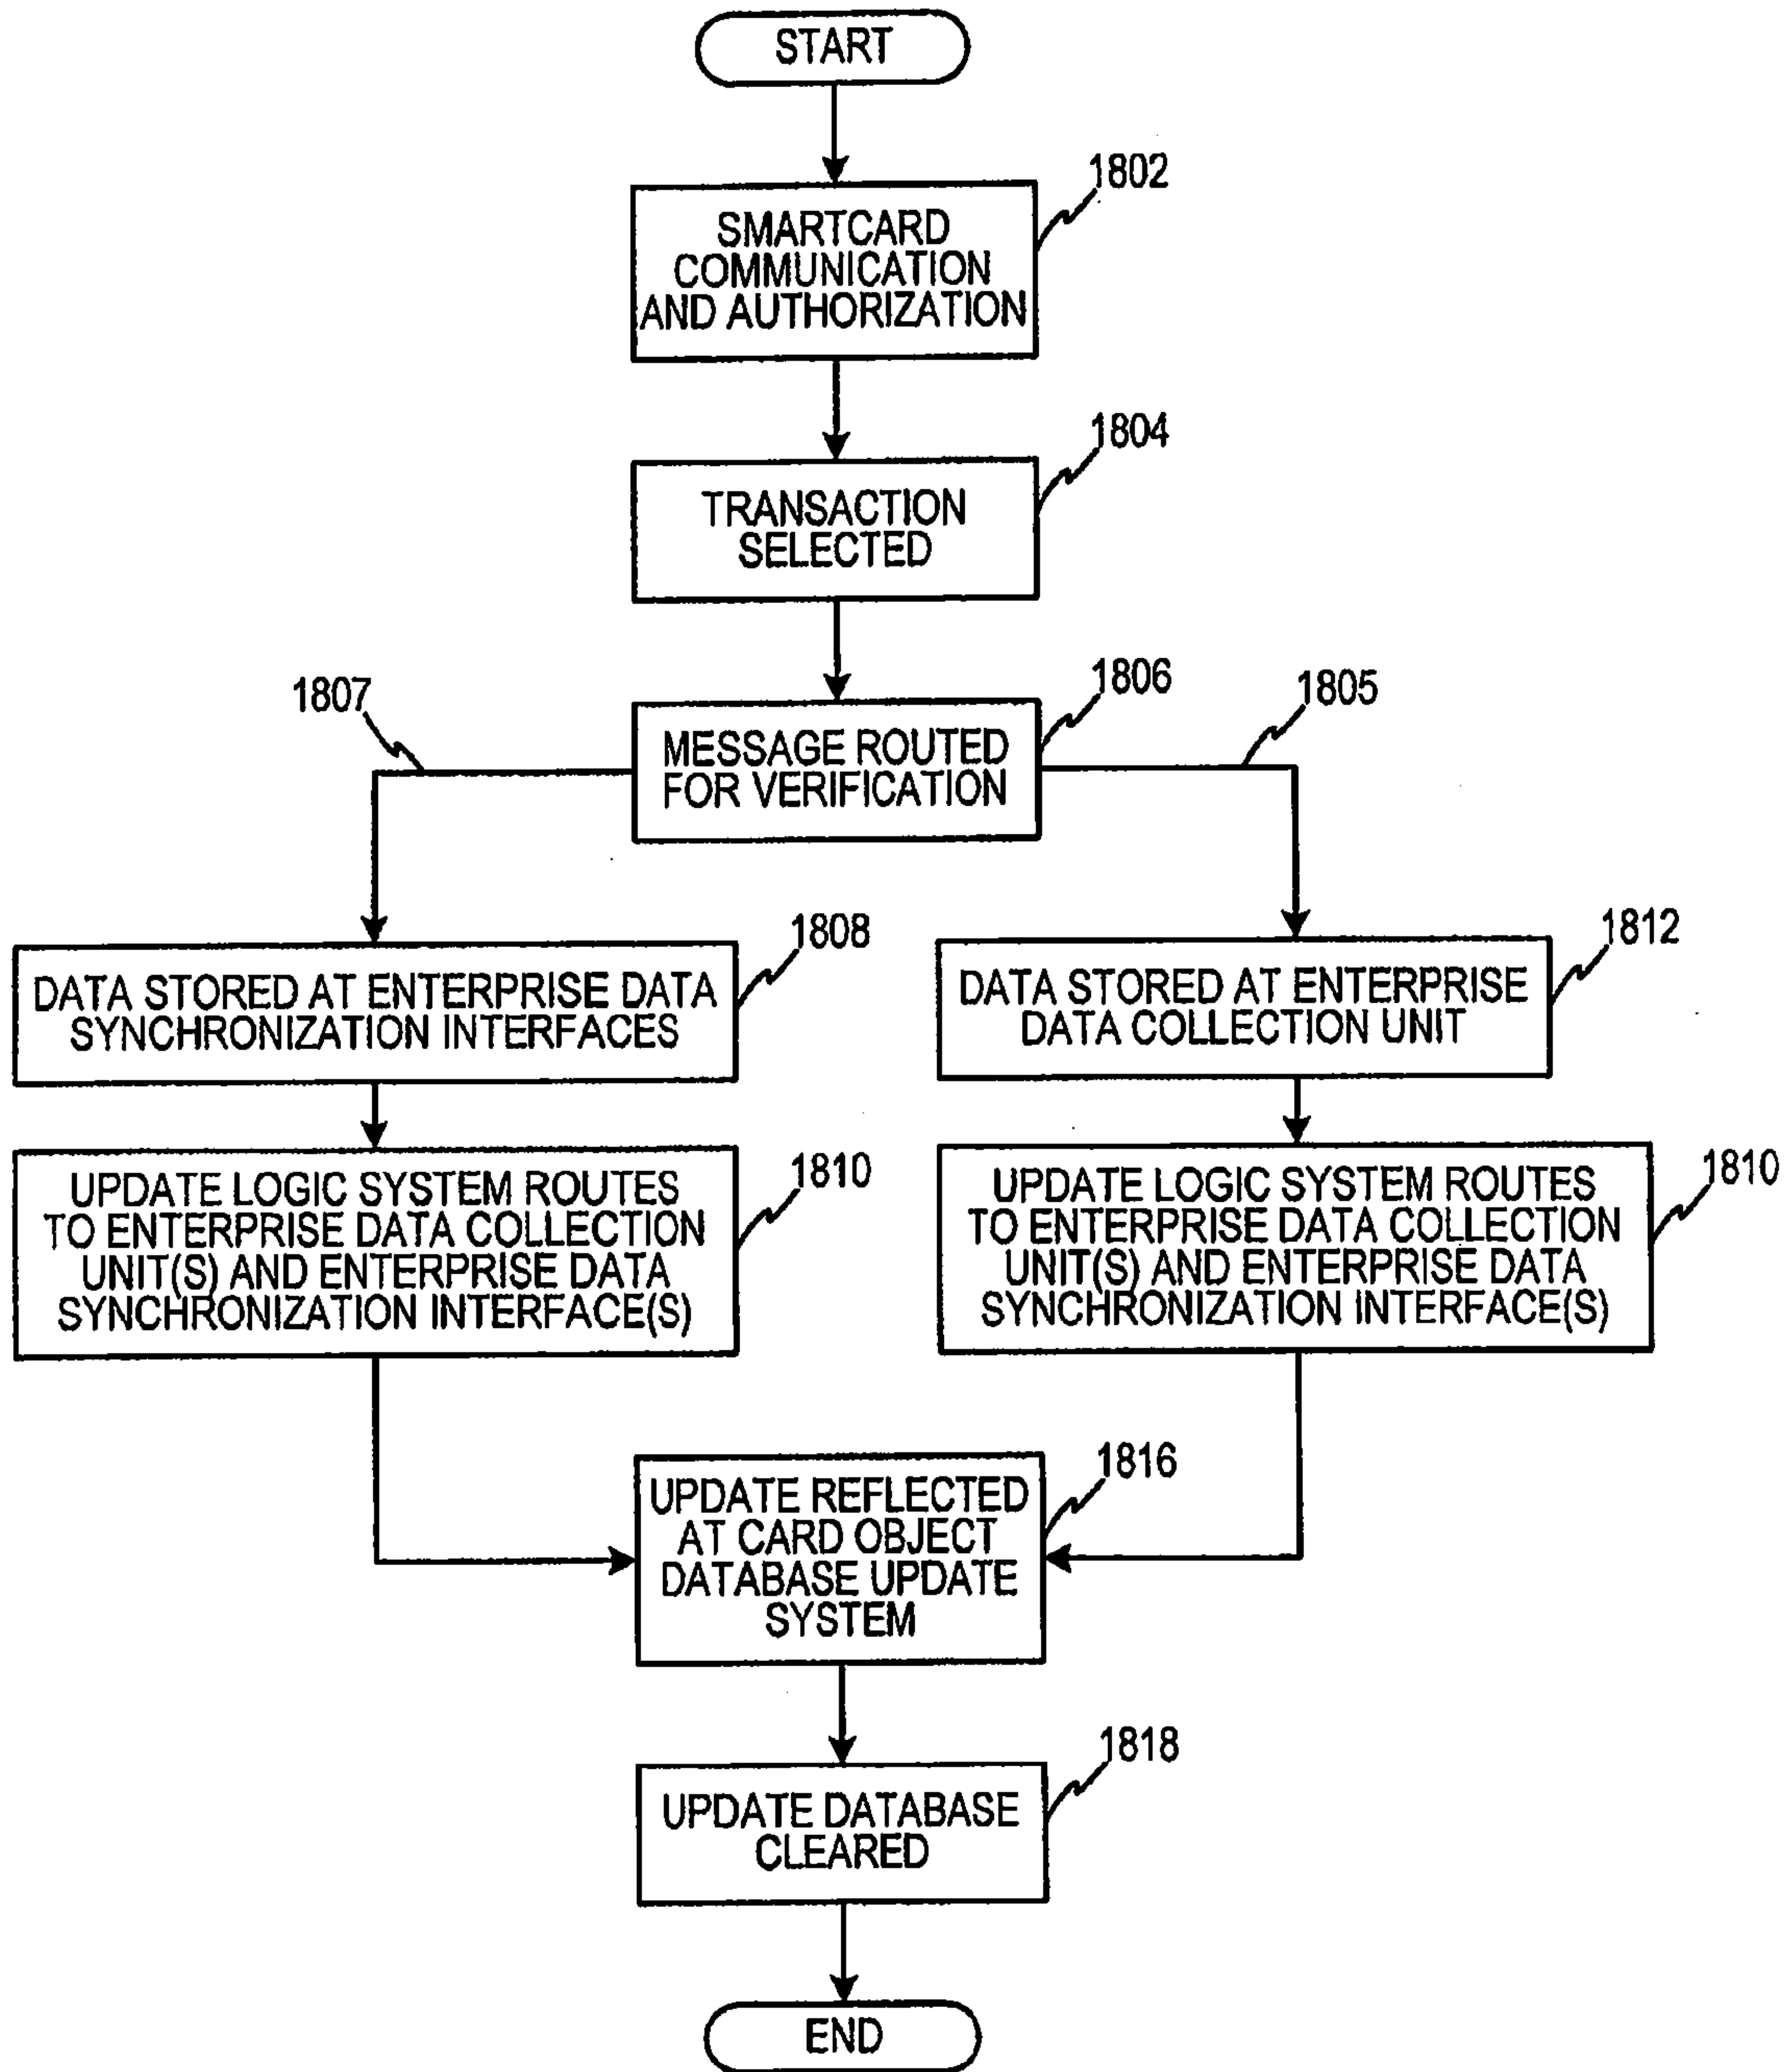 START
1802
SMARTCARD
COMMUNICATION
AND AUTHORIZATION
1804
TRANSACTION
SELECTED
1807
1806
1805
MESSAGE ROUTED
FOR VERIFICATION
1808
DATA STORED AT ENTERPRISE DATA
SYNCHRONIZATION INTERFACES
1812
DATA STORED AT ENTERPRISE
DATA COLLECTION UNIT
1810
UPDATE LOGIC SYSTEM ROUTES
TO ENTERPRISE DATA COLLECTION
UNIT(S) AND ENTERPRISE DATA
SYNCHRONIZATION INTERFACE(S)
1810
UPDATE LOGIC SYSTEM ROUTES
TO ENTERPRISE DATA COLLECTION
UNIT(S) AND ENTERPRISE DATA
SYNCHRONIZATION INTERFACE(S)
1816
UPDATE REFLECTED
AT CARD OBJECT
DATABASE UPDATE
SYSTEM
1818
UPDATE DATABASE
CLEARED
END